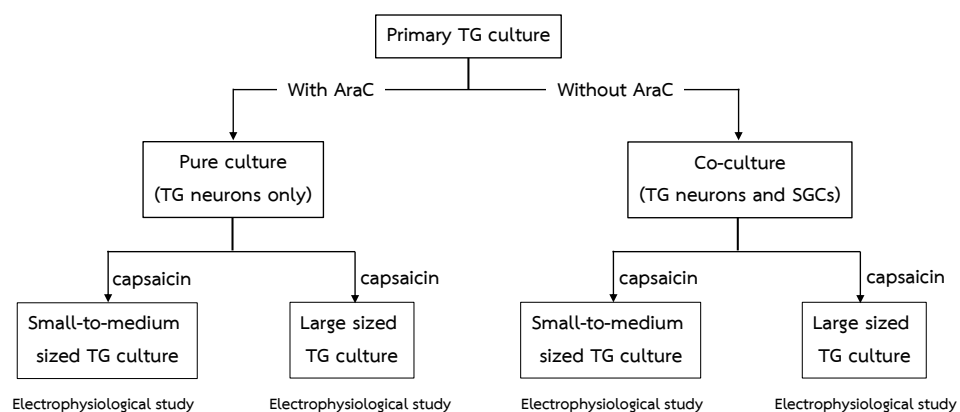 Primary TG culture
With AraC
Without AraC
Pure culture
(TG neurons only)
Co-culture
(TG neurons and SGCs)
capsaicin
capsaicin
capsaicin
capsaicin
Small-to-medium
sized TG culture
Large sized
TG culture
Small-to-medium
sized TG culture
Large sized
TG culture
Electrophysiological study
Electrophysiological study
Electrophysiological study
Electrophysiological study